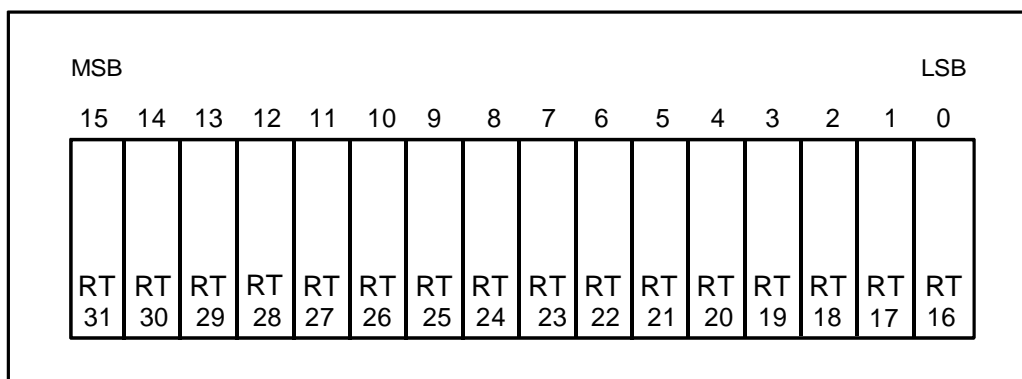 MSB LSB
15 14 13 12 11 10 9 8 7 6 5 4 3 2 1 0
RT RT RT RT RT RT RT RT RT RT RT RT RT RT RT RT
31 30 29 28 27 26 25 24 23 22 21 20 19 18 17 16